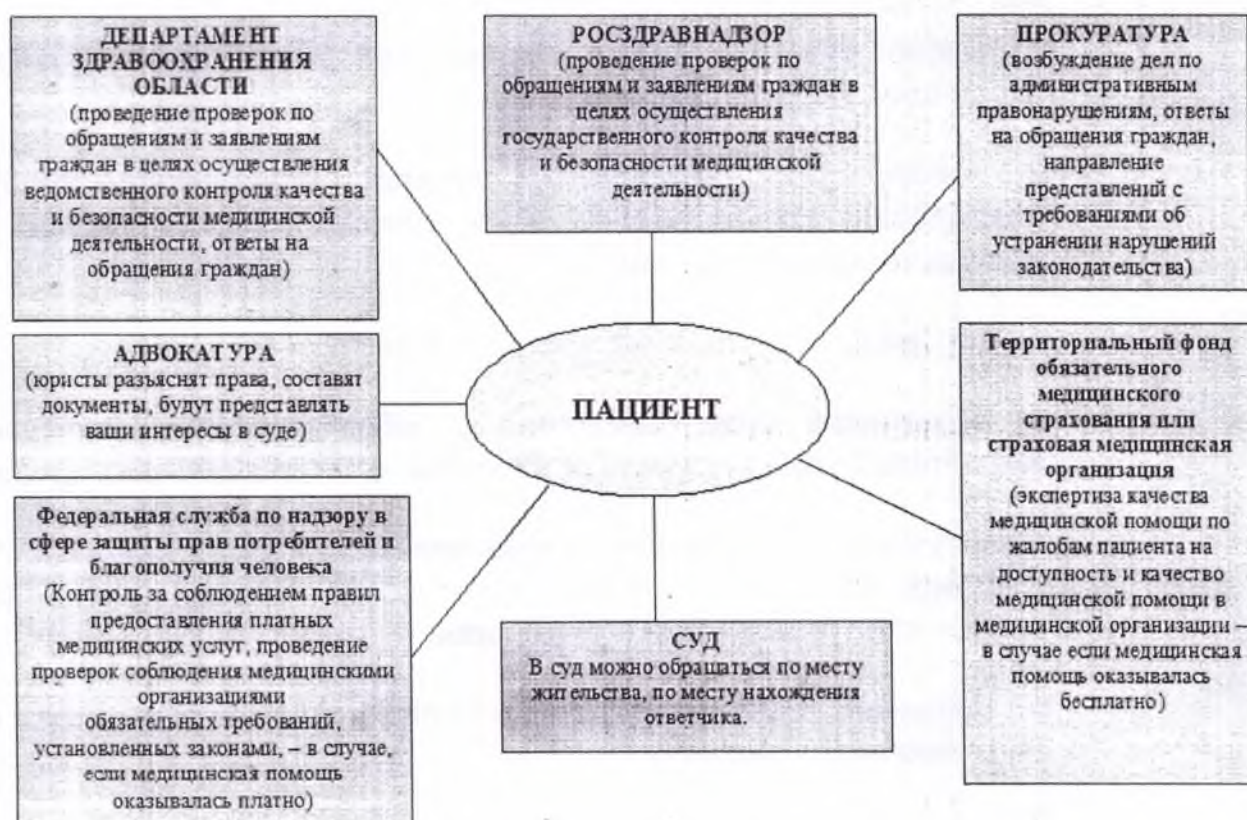 ДЕПАРТАМЕНТ
ЗДРАВООХРАНЕНИЯ
ОБЛАСТИ
(проведение проверок по
обращениям и заявлениям
граждан в целях осуществления
ведомственного контроля качества
и безопасности медицинской
деятельности, ответы на
обращения граждан)
РОСЗДРАВНАДЗОР
(проведение проверок по
обращениям и заявлениям граждан в
целях осуществления
государственного контроля качества
и безопасности медицинской
деятельности)
ПРОКУРАТУРА
(возбуждение дел по
административным
правонарушениям, ответы
на обращения граждан,
направление
представлений с
требованиями об
устранении нарушений
законодательства)
АДВОКАТУРА
(юристы разъяснят права, составят
документы, будут представлять
ваши интересы в суде)
ПАЦИЕНТ
Территориальный фонд
обязательного
медицинского
страхования или
страховая медицинская
организация
(экспертиза качества
медицинской помощи по
жалобам пациента на
доступность и качество
медицинской помощи в
медицинской организации –
в случае если медицинская
помощь оказывалась
бесплатно)
Федеральная служба по надзору в
сфере защиты прав потребителей и
благополучия человека
(Контроль за соблюдением правил
предоставления платных
медицинских услуг, проведение
проверок соблюдения медицинскими
организациями
обязательных требований,
установленных законами, – в случае,
если медицинская помощь
оказывалась платно)
СУД
В суд можно обращаться по месту
жительства, по месту нахождения
ответчика.